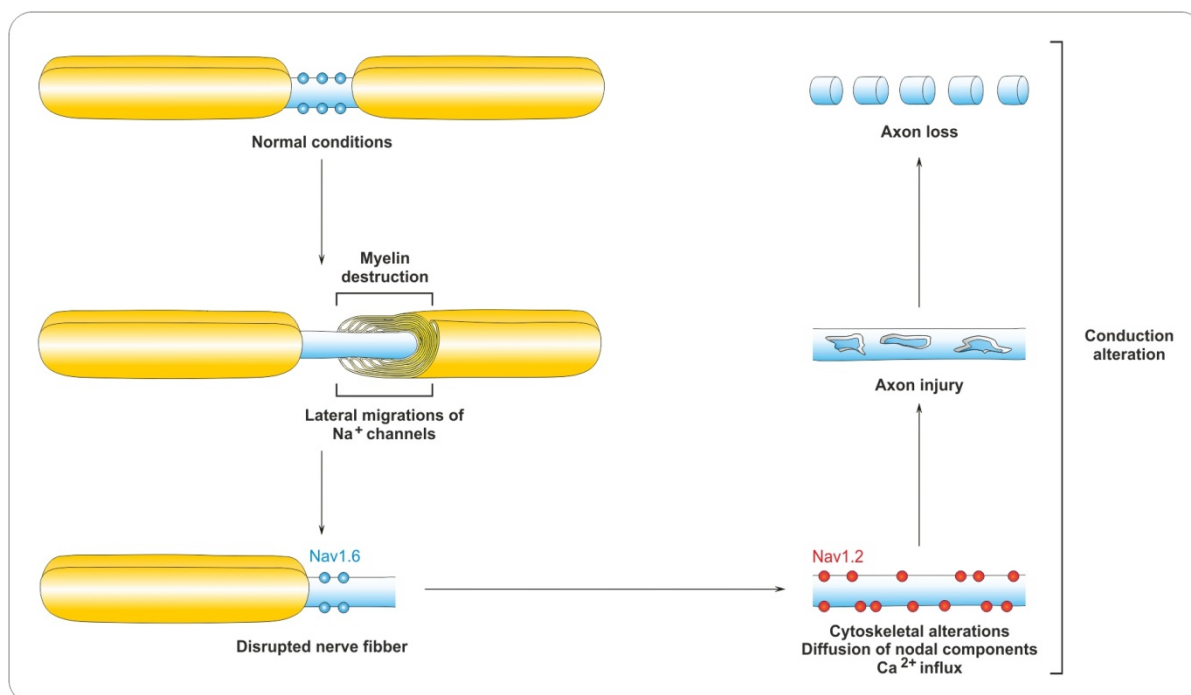 Normal conditions
Myelin
destruction
Lateral migrations of
Na+ channels
Nav1.6
Disrupted nerve fibber
Nav1.2
Cytoskeletal alterations
Diffusion of nodal components
Ca2+ influx
Axon injury
Axon loss
Conduction
alteration